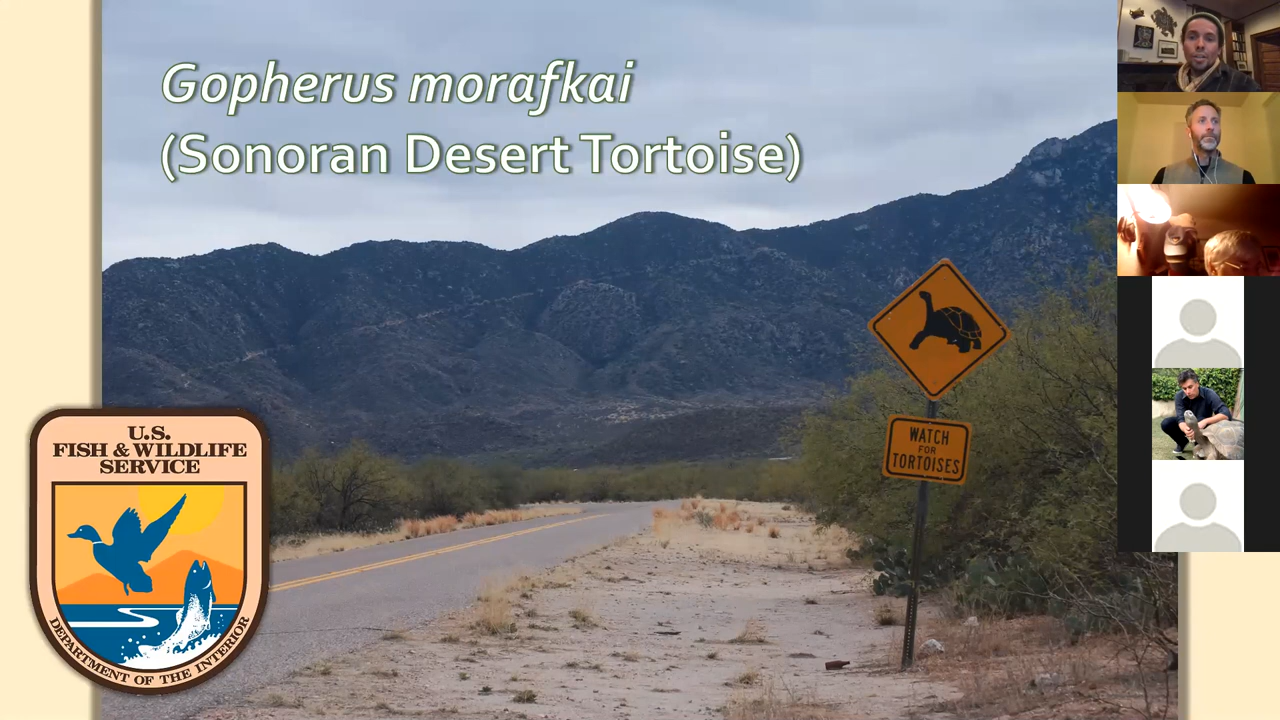 Gopherus morafkai
(Sonoran Desert Tortoise)
WATCH
FOR
TORTOISES
U.S.
FISH & WILDLIFE
SERVICE
DEPARTMENT OF THE INTERIOR